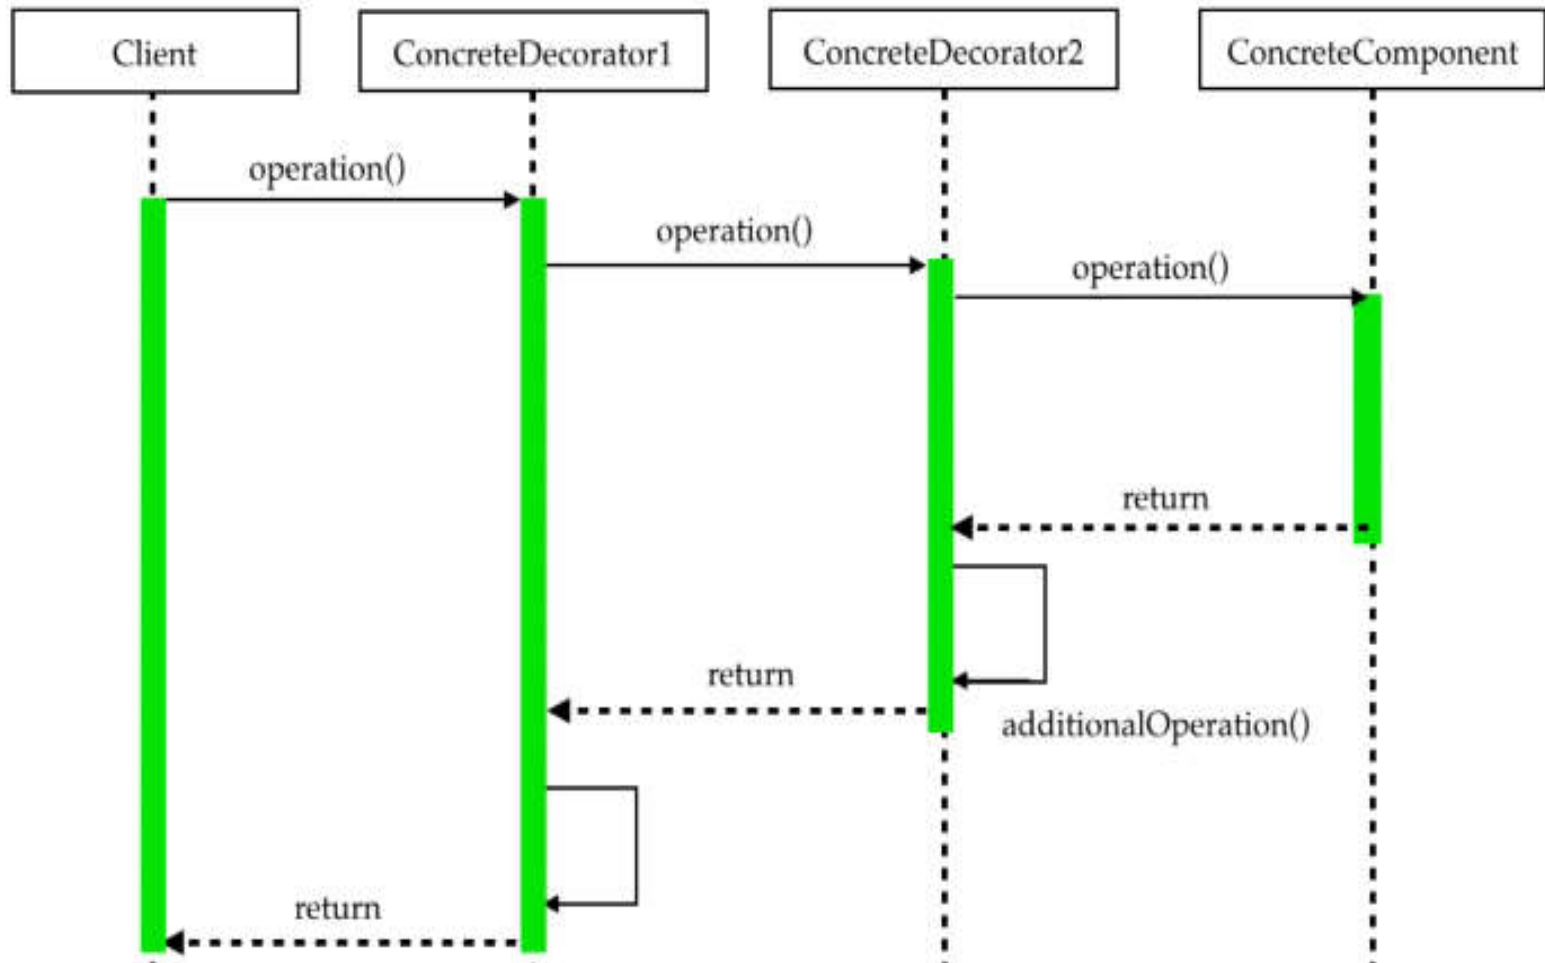 Client
ConcreteDecorator1
ConcreteDecorator2
ConcreteComponent
operation()
operation()
operation()
return
return
additionalOperation()
return